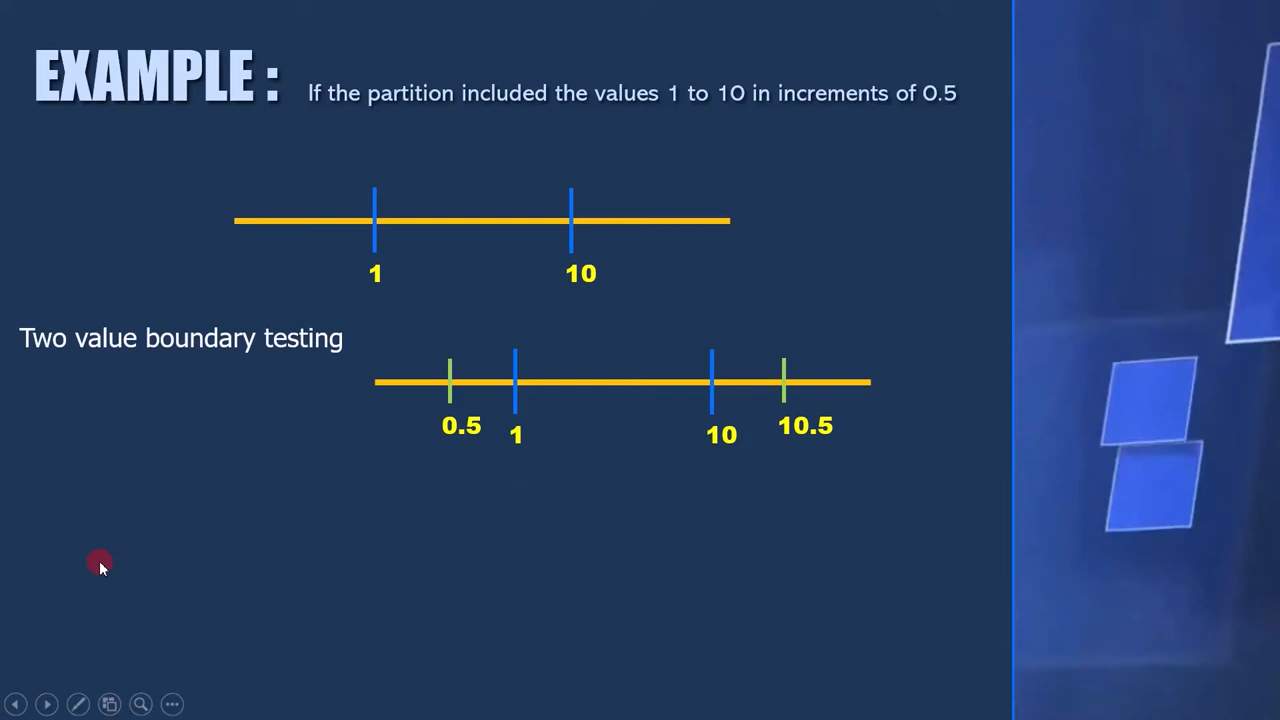 EXAMPLE : If the partition included the values 1 to 10 in increments of 0.5
1 10
Two value boundary testing
0.5 1 10 10.5